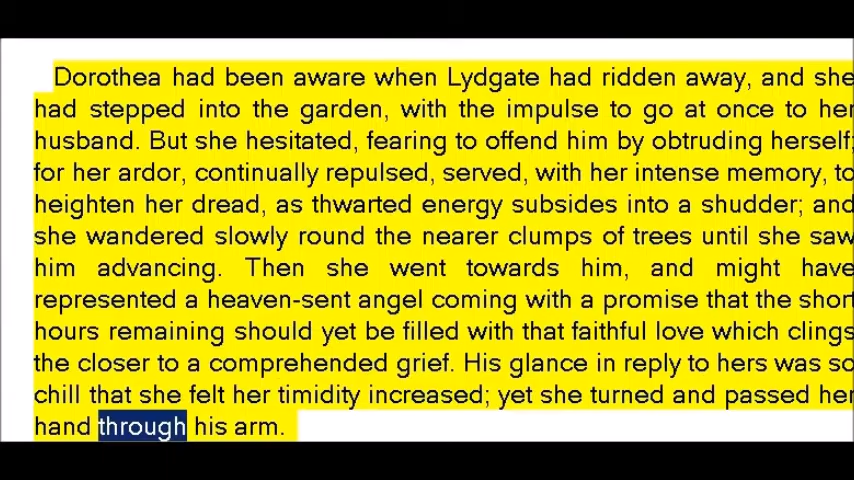 Dorothea had been aware when Lydgate had ridden away, and she
had stepped into the garden, with the impulse to go at once to her
husband. But she hesitated, fearing to offend him by obtruding herself;
for her ardor, continually repulsed, served, with her intense memory, to
heighten her dread, as thwarted energy subsides into a shudder; and
she wandered slowly round the nearer clumps of trees until she saw
him advancing. Then she went towards him, and might have
represented a heaven-sent angel coming with a promise that the short
hours remaining should yet be filled with that faithful love which clings
the closer to a comprehended grief. His glance in reply to hers was so
chill that she felt her timidity increased; yet she turned and passed her
hand through his arm.